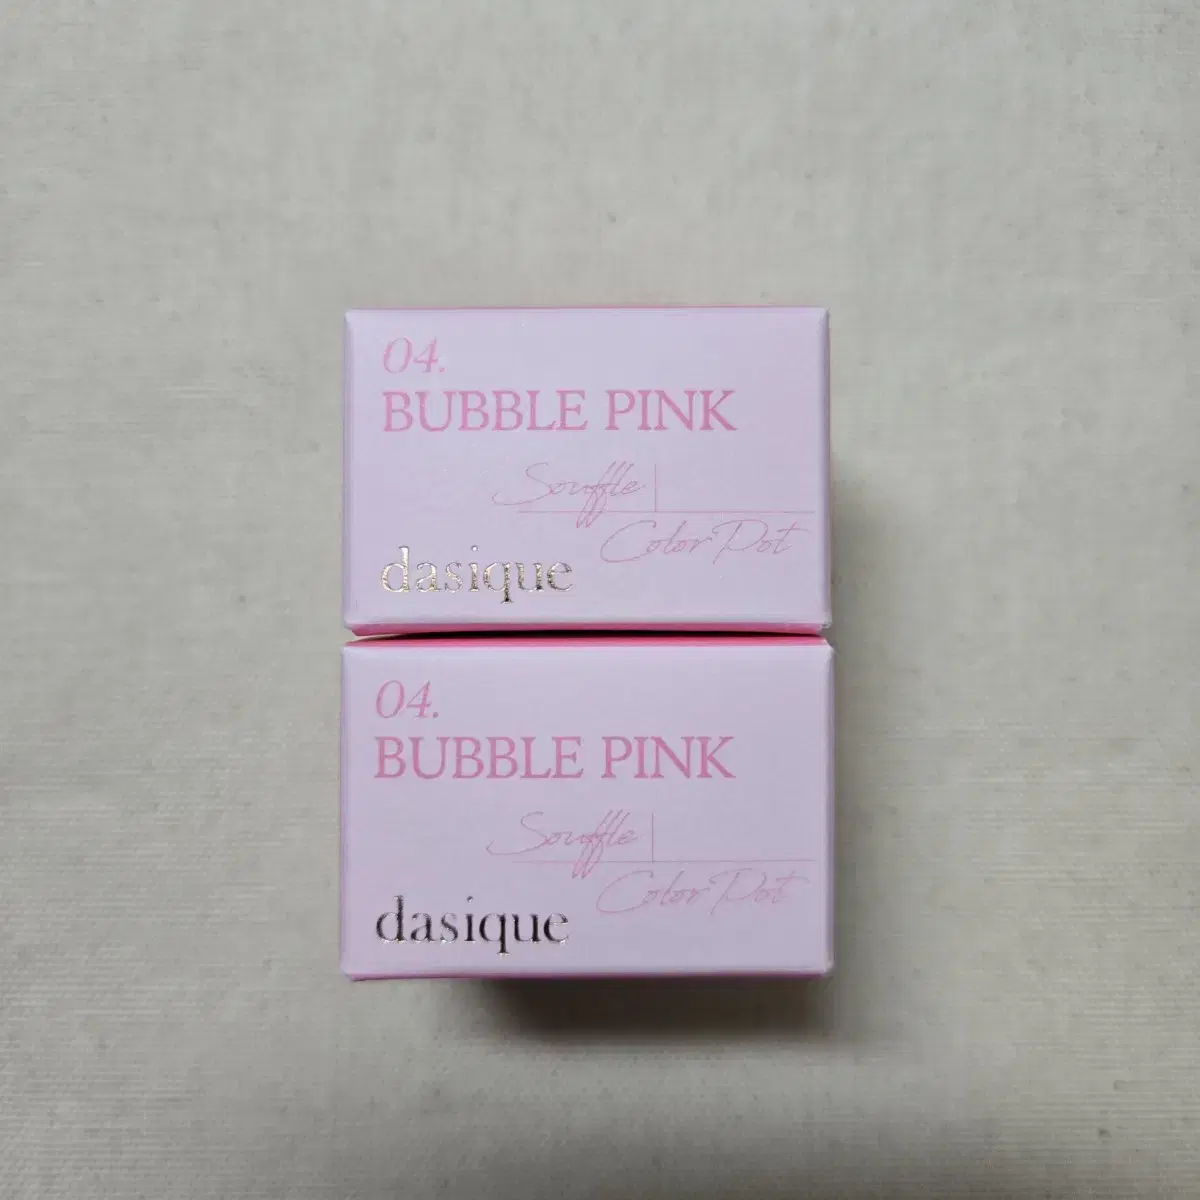 04.
BUBBLE PINK
Souffle
Color Pot
dasique
04.
BUBBLE PINK
Souffle
Color Pot
dasique